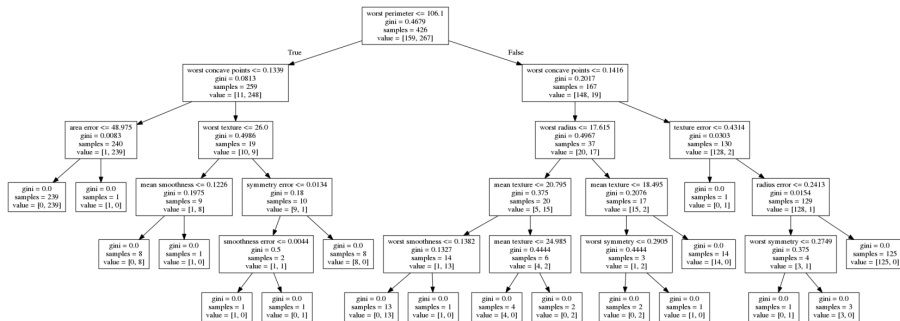 worst perimeter <= 106.1
gini = 0.4679
samples = 426
value = [159, 267]
True
False
worst concave points <= 0.1339
gini = 0.0813
samples = 259
value = [11, 248]
worst concave points <= 0.1416
gini = 0.2017
samples = 167
value = [148, 19]
area error <= 48.975
gini = 0.0083
samples = 240
value = [1, 239]
worst texture <= 26.0
gini = 0.4986
samples = 19
value = [10, 9]
worst radius <= 17.615
gini = 0.4967
samples = 37
value = [20, 17]
texture error <= 0.4314
gini = 0.0303
samples = 130
value = [128, 2]
gini = 0.0
samples = 239
value = [0, 239]
gini = 0.0
samples = 1
value = [1, 0]
mean smoothness <= 0.1226
gini = 0.1975
samples = 9
value = [1, 8]
symmetry error <= 0.0134
gini = 0.18
samples = 10
value = [9, 1]
mean texture <= 20.795
gini = 0.375
samples = 20
value = [5, 15]
mean texture <= 18.495
gini = 0.2076
samples = 17
value = [15, 2]
gini = 0.0
samples = 1
value = [0, 1]
radius error <= 0.2413
gini = 0.0154
samples = 129
value = [128, 1]
gini = 0.0
samples = 8
value = [0, 8]
gini = 0.0
samples = 1
value = [1, 0]
smoothness error <= 0.0044
gini = 0.5
samples = 2
value = [1, 1]
gini = 0.0
samples = 8
value = [8, 0]
worst smoothness <= 0.1382
gini = 0.1327
samples = 14
value = [1, 13]
mean texture <= 24.985
gini = 0.4444
samples = 6
value = [4, 2]
worst symmetry <= 0.2905
gini = 0.4444
samples = 3
value = [1, 2]
gini = 0.0
samples = 14
value = [14, 0]
worst symmetry <= 0.2749
gini = 0.375
samples = 4
value = [3, 1]
gini = 0.0
samples = 125
value = [125, 0]
gini = 0.0
samples = 1
value = [1, 0]
gini = 0.0
samples = 1
value = [0, 1]
gini = 0.0
samples = 13
value = [0, 13]
gini = 0.0
samples = 1
value = [1, 0]
gini = 0.0
samples = 4
value = [4, 0]
gini = 0.0
samples = 2
value = [0, 2]
gini = 0.0
samples = 2
value = [0, 2]
gini = 0.0
samples = 1
value = [1, 0]
gini = 0.0
samples = 1
value = [0, 1]
gini = 0.0
samples = 3
value = [3, 0]